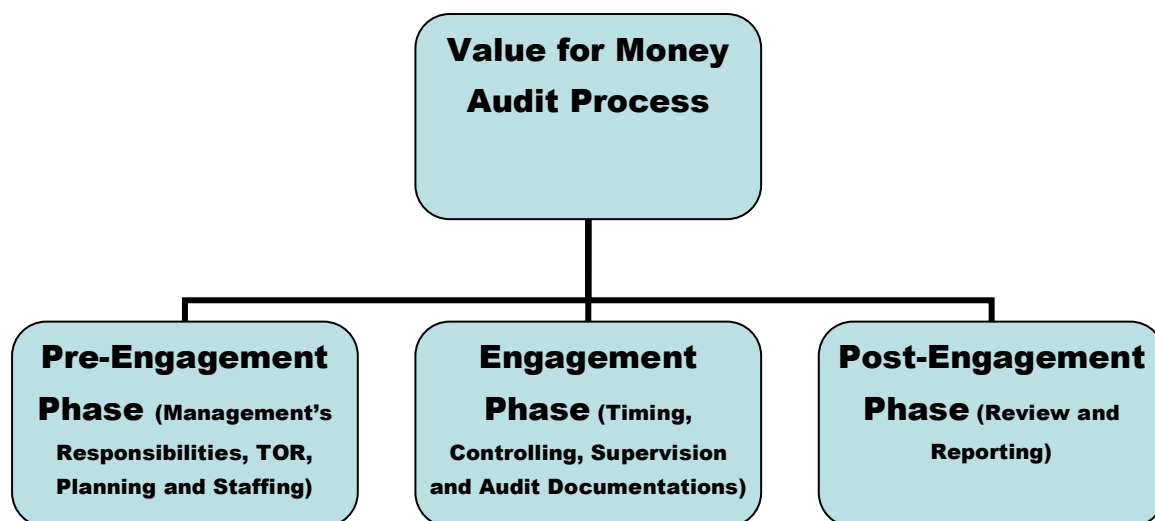 Value for Money
Audit Process
Pre-Engagement
Phase (Management’s
Responsibilities, TOR,
Planning and Staffing)
Engagement
Phase (Timing,
Controlling, Supervision
and Audit Documentations)
Post-Engagement
Phase (Review and
Reporting)